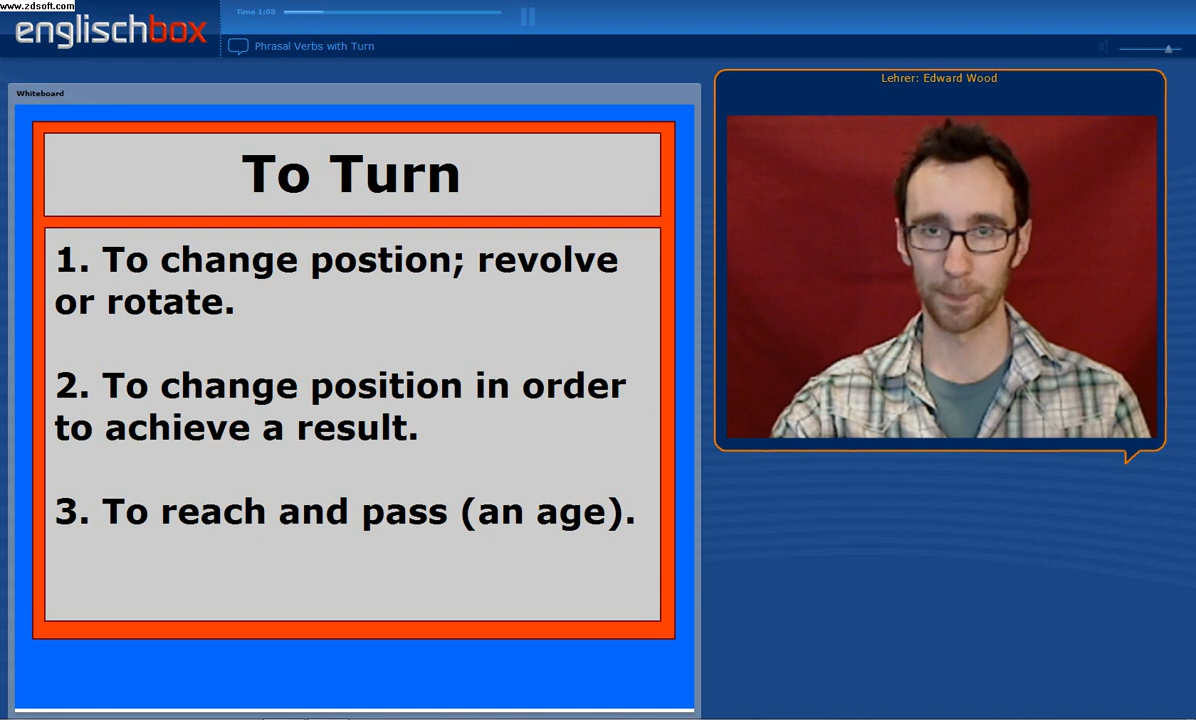 www.zdsoft.com
englischbox
Time 1:08
Phrasal Verbs with Turn
Lehrer: Edward Wood
Whiteboard
To Turn
1. To change postion; revolve
or rotate.
2. To change position in order
to achieve a result.
3. To reach and pass (an age).